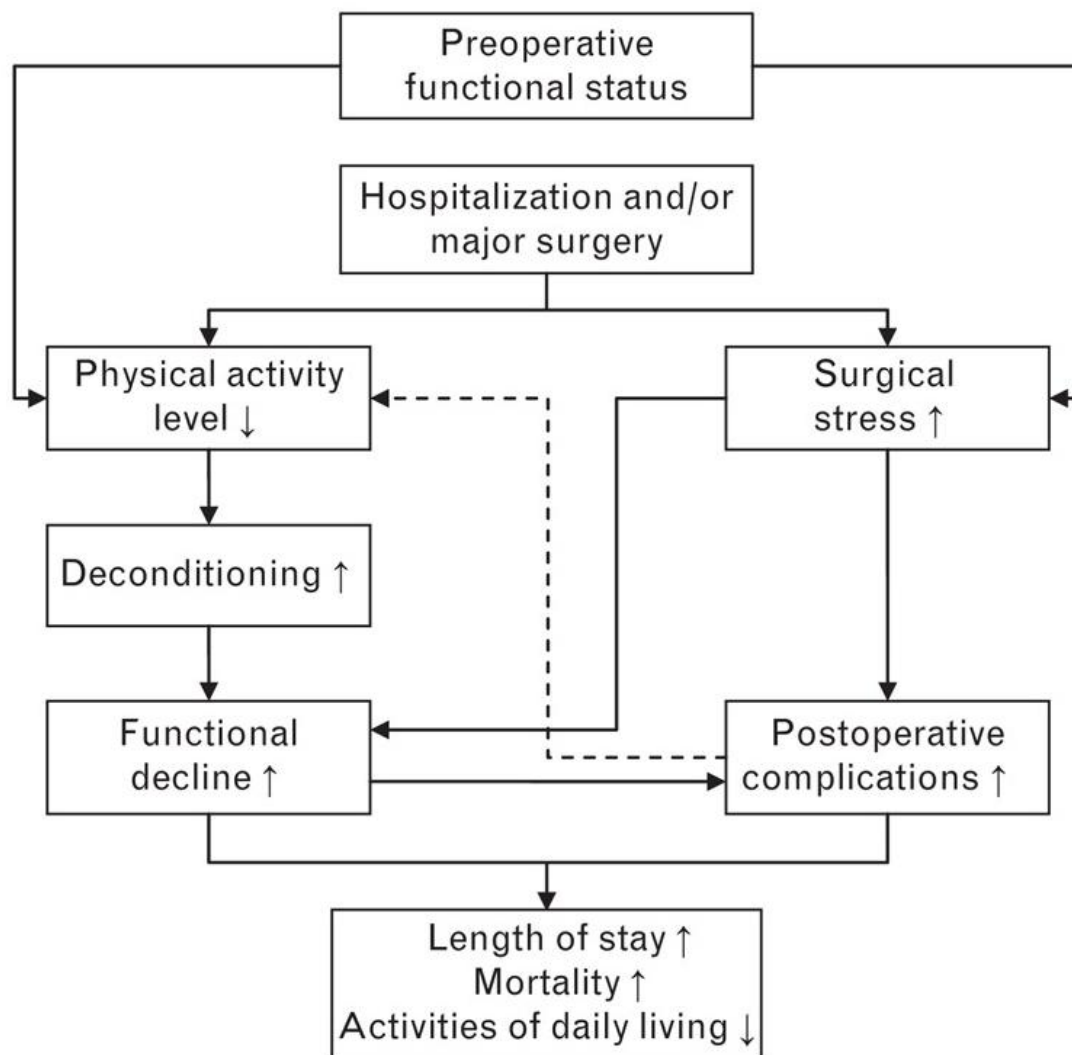 Preoperative
functional status
Hospitalization and/or
major surgery
Physical activity
level ↓
Surgical
stress ↑
Deconditioning ↑
Functional
decline ↑
Postoperative
complications ↑
Length of stay ↑
Mortality ↑
Activities of daily living ↓